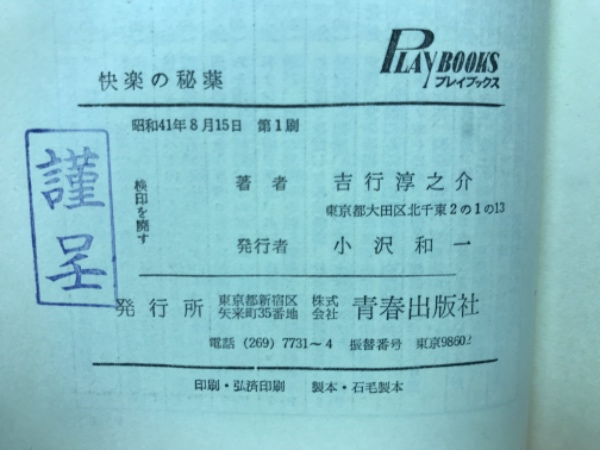 PLAY BOOKS
プレイブックス
快楽の秘薬
昭和41年8月15日 第1刷
謹呈
検印を廃す
著者 吉行淳之介
東京都大田区北千束2の1の13
発行者 小沢和一
発行所 東京都新宿区矢来町35番地 株式会社 青春出版社
電話 (269) 7731~4 振替番号 東京98602
印刷・弘済印刷 製本・石毛製本